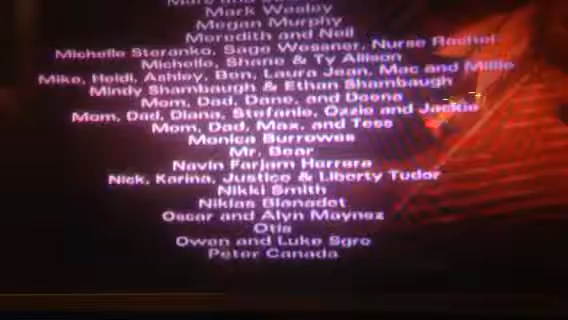 Mark Wesley
Megan Murphy
Meredith and Neil
Michelle Steranko, Sage Wessner, Nurse Rachel
Michelle, Shane & Ty Allison
Mike, Heidi, Ashley, Ben, Laura Jean, Mac and Millie
Mindy Shambaugh & Ethan Shambaugh
Mom, Dad, Dane, and Deena
Mom, Dad, Diana, Stefanie, Ozzie and Jackie
Mom, Dad, Max, and Tess
Monica Burrowes
Mr. Bear
Navin Farjam Herrera
Nick, Karina, Justice & Liberty Tudor
Nikki Smith
Niklas Blanadet
Oscar and Alyn Maynez
Otis
Owen and Luke Sgro
Peter Canada